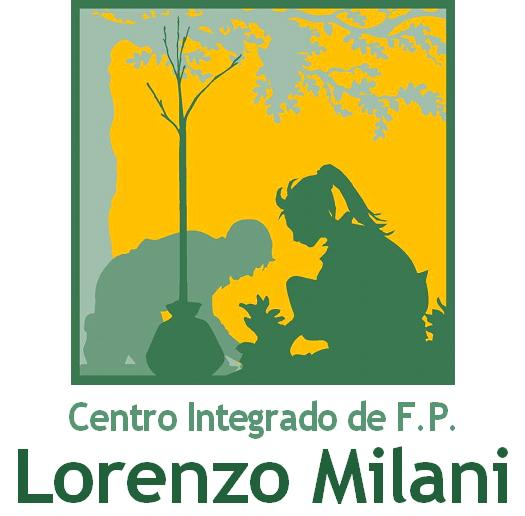 Centro Integrado de F.P.
Lorenzo Milani